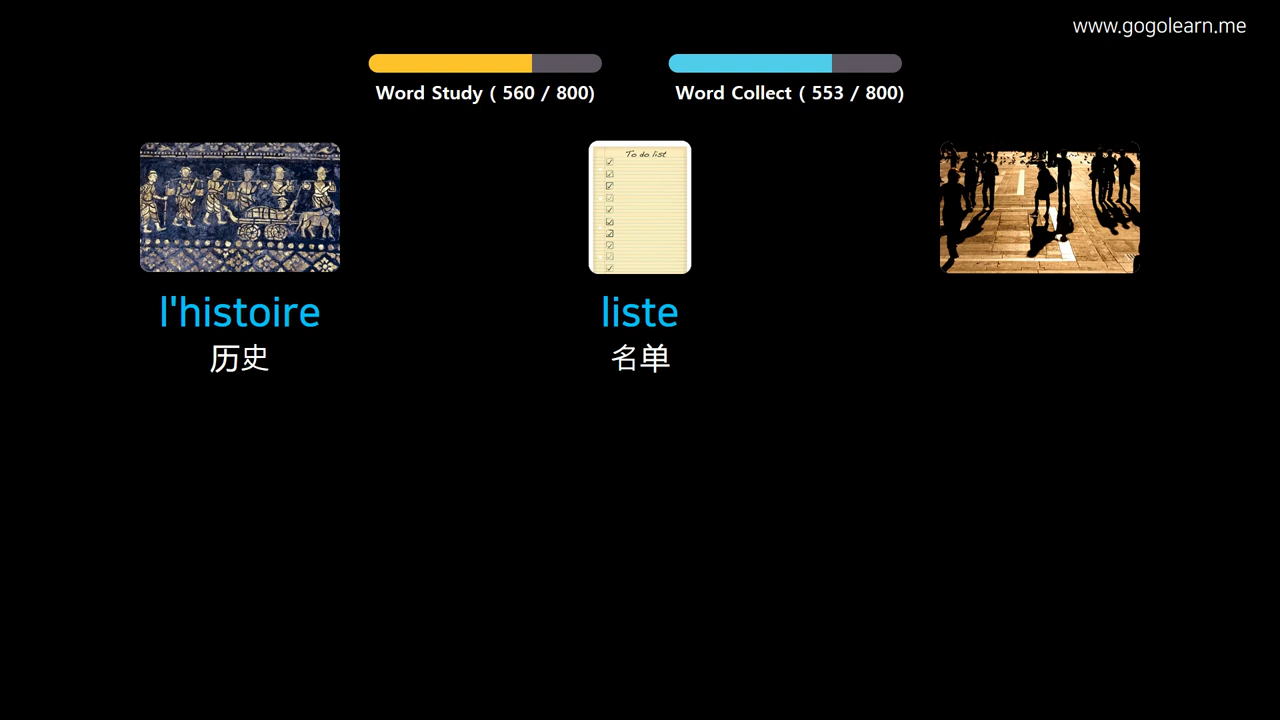 www.gogolearn.me
Word Study ( 560 / 800)
Word Collect ( 553 / 800)
To do list
l'histoire
liste
历史
名单